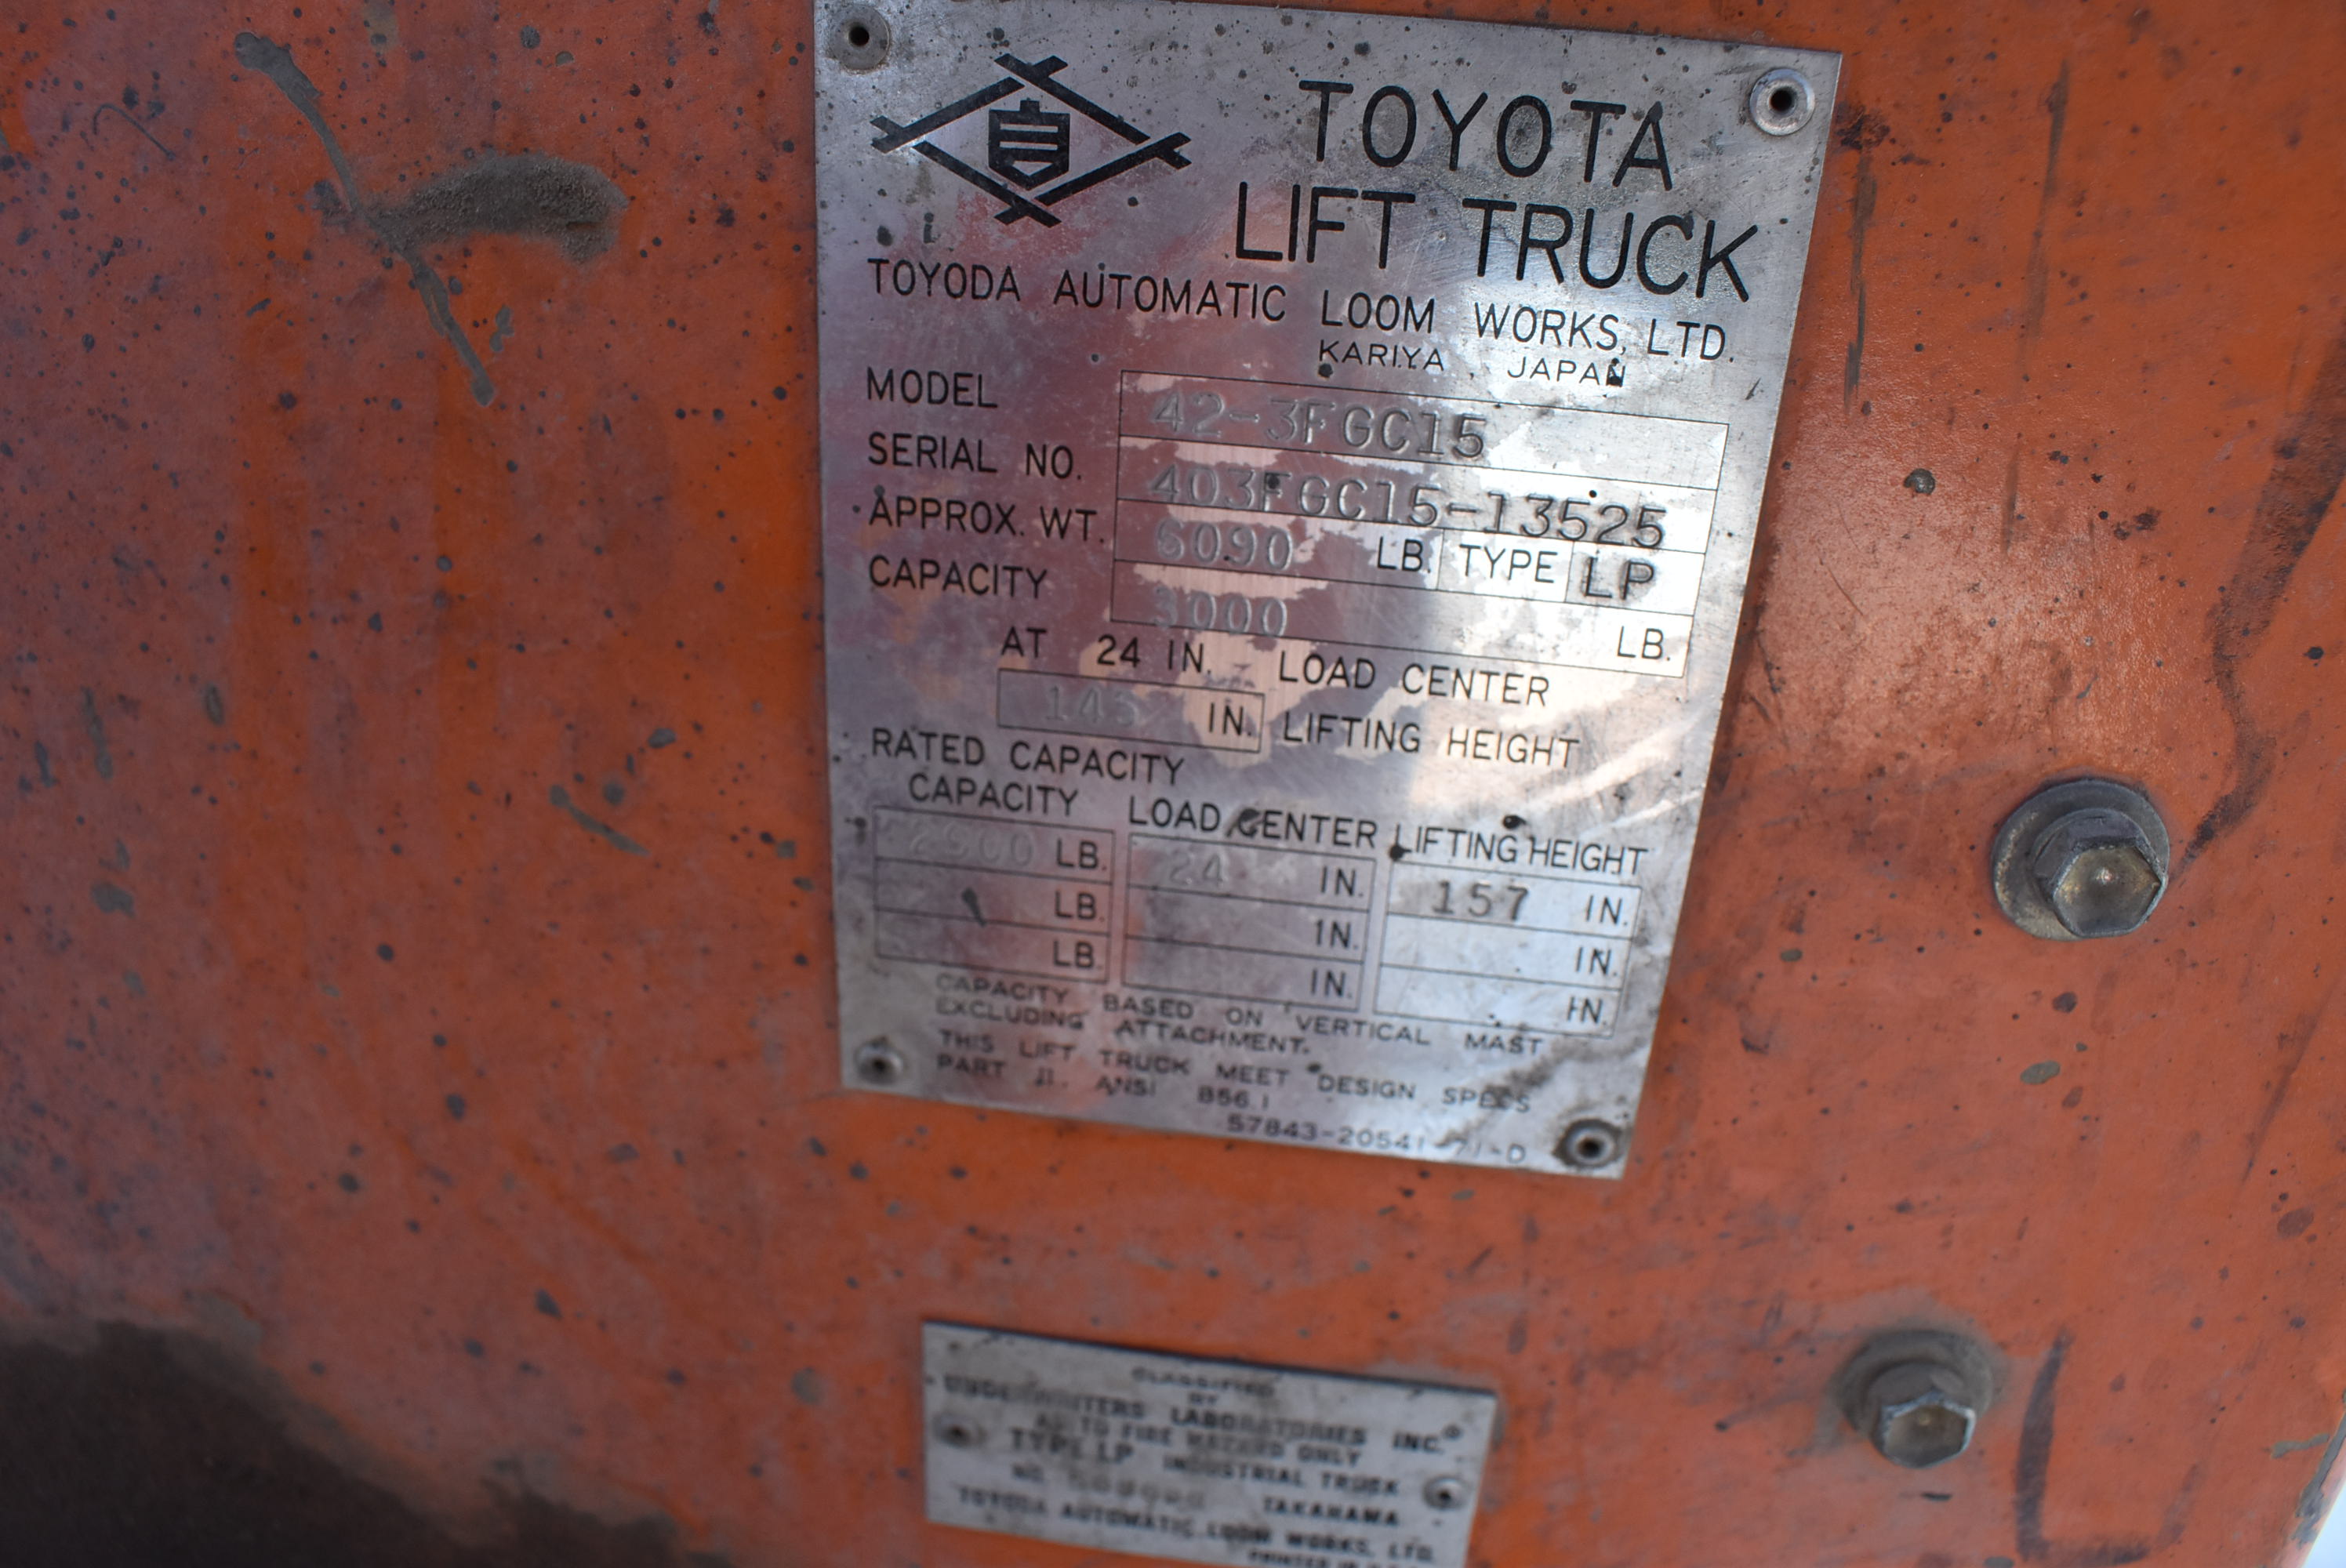 TOYOTA
LIFT TRUCK
TOYODA AUTOMATIC LOOM WORKS, LTD.
KARIYA, JAPAN
MODEL 42-3FGC15
SERIAL NO. 403FGC15-13525
APPROX. WT. 6090 LB. TYPE LP
CAPACITY 3000 LB.
AT 24 IN. LOAD CENTER
IN. LIFTING HEIGHT
RATED CAPACITY
CAPACITY LOAD CENTER LIFTING HEIGHT
2900 LB. 24 IN. 157 IN.
LB. IN. IN.
LB. IN. IN.
CAPACITY BASED ON VERTICAL MAST
EXCLUDING ATTACHMENT.
THIS LIFT TRUCK MEET DESIGN SPECS
PART II. ANSI B56.1
57843-20541-71-D
CLASSIFIED
BY
UNDERWRITERS LABORATORIES INC.®
AS TO FIRE HAZARD ONLY
TYPE LP INDUSTRIAL TRUCK
NO. TAKAHAMA
TOYODA AUTOMATIC LOOM WORKS, LTD.
PRINTED IN